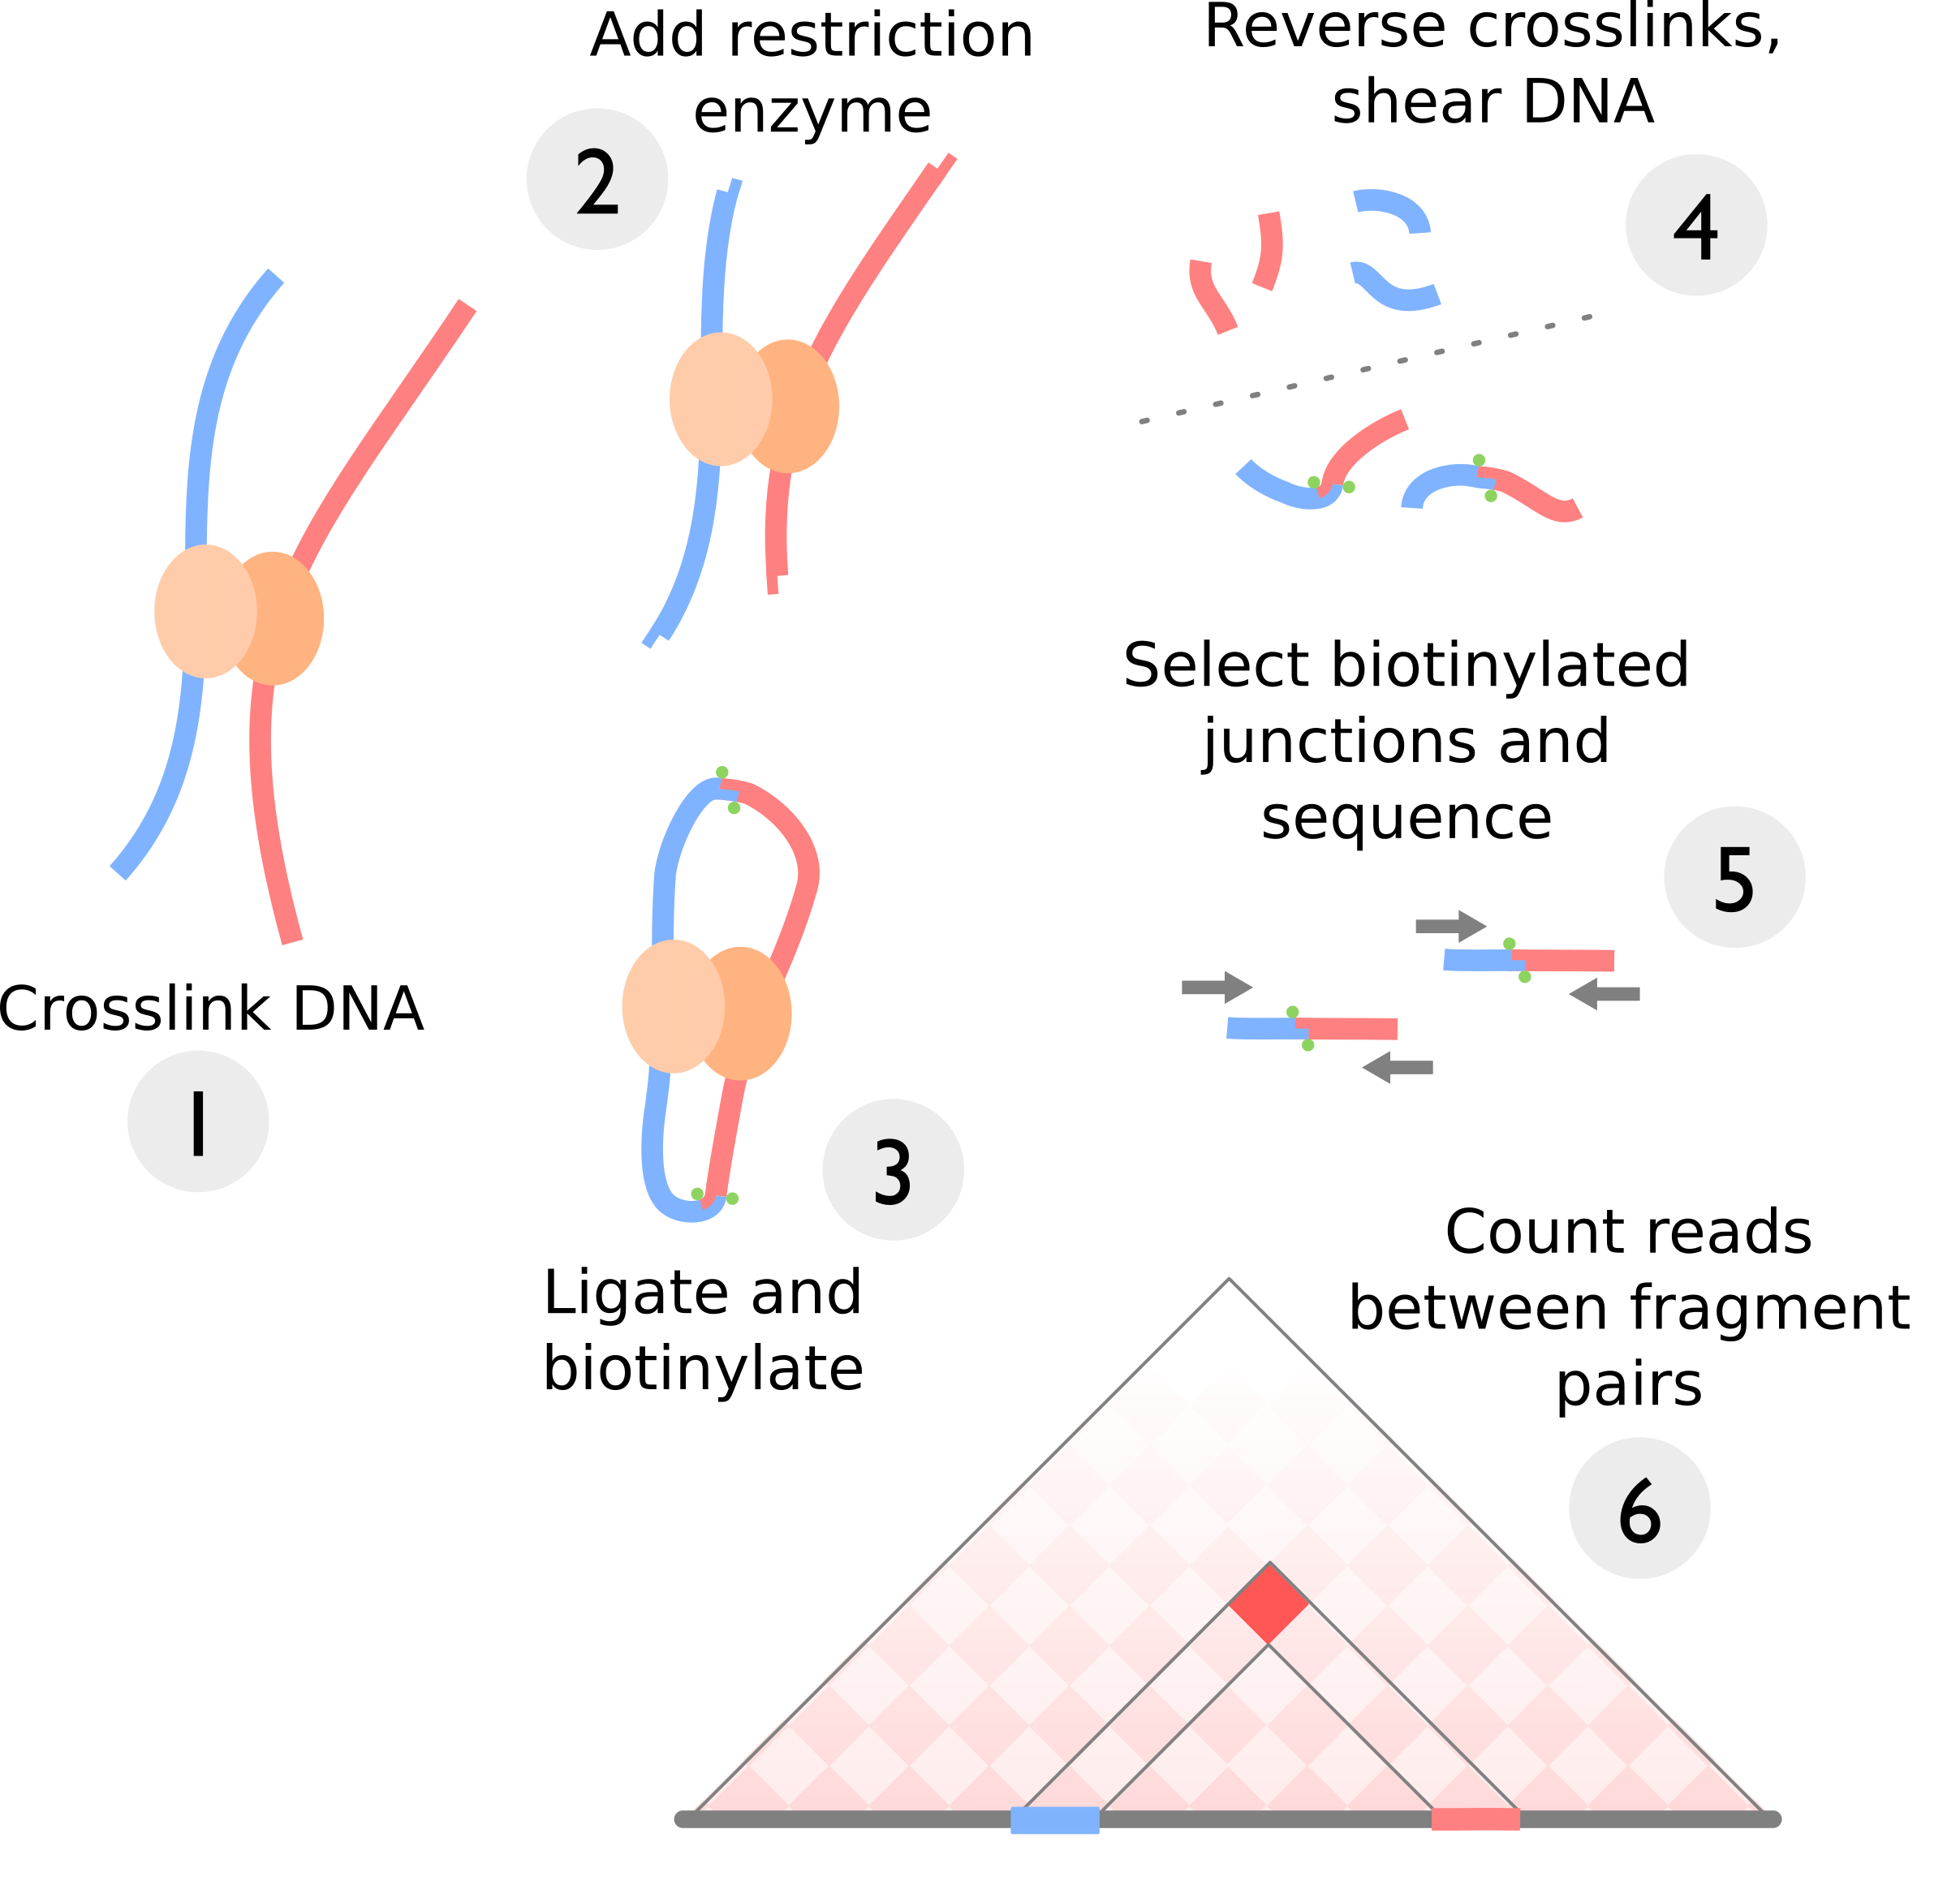 Crosslink DNA
1
Add restriction
enzyme
2
Ligate and
biotinylate
3
Reverse crosslinks,
shear DNA
4
Select biotinylated
junctions and
sequence
5
Count reads
between fragment
pairs
6